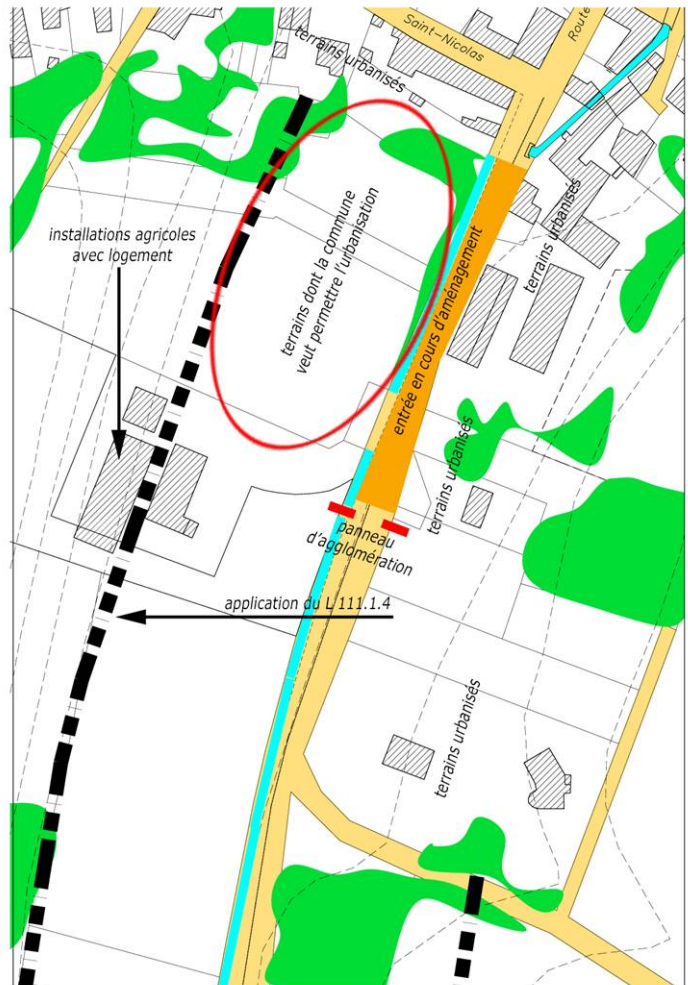 Saint-Nicolas
Route
terrains urbanisés
installations agricoles
avec logement
terrains dont la commune
veut permettre l'urbanisation
entrée en cours d'aménagement
terrains urbanisés
terrains urbanisés
panneau
d'agglomération
application du L 111.1.4
terrains urbanisés